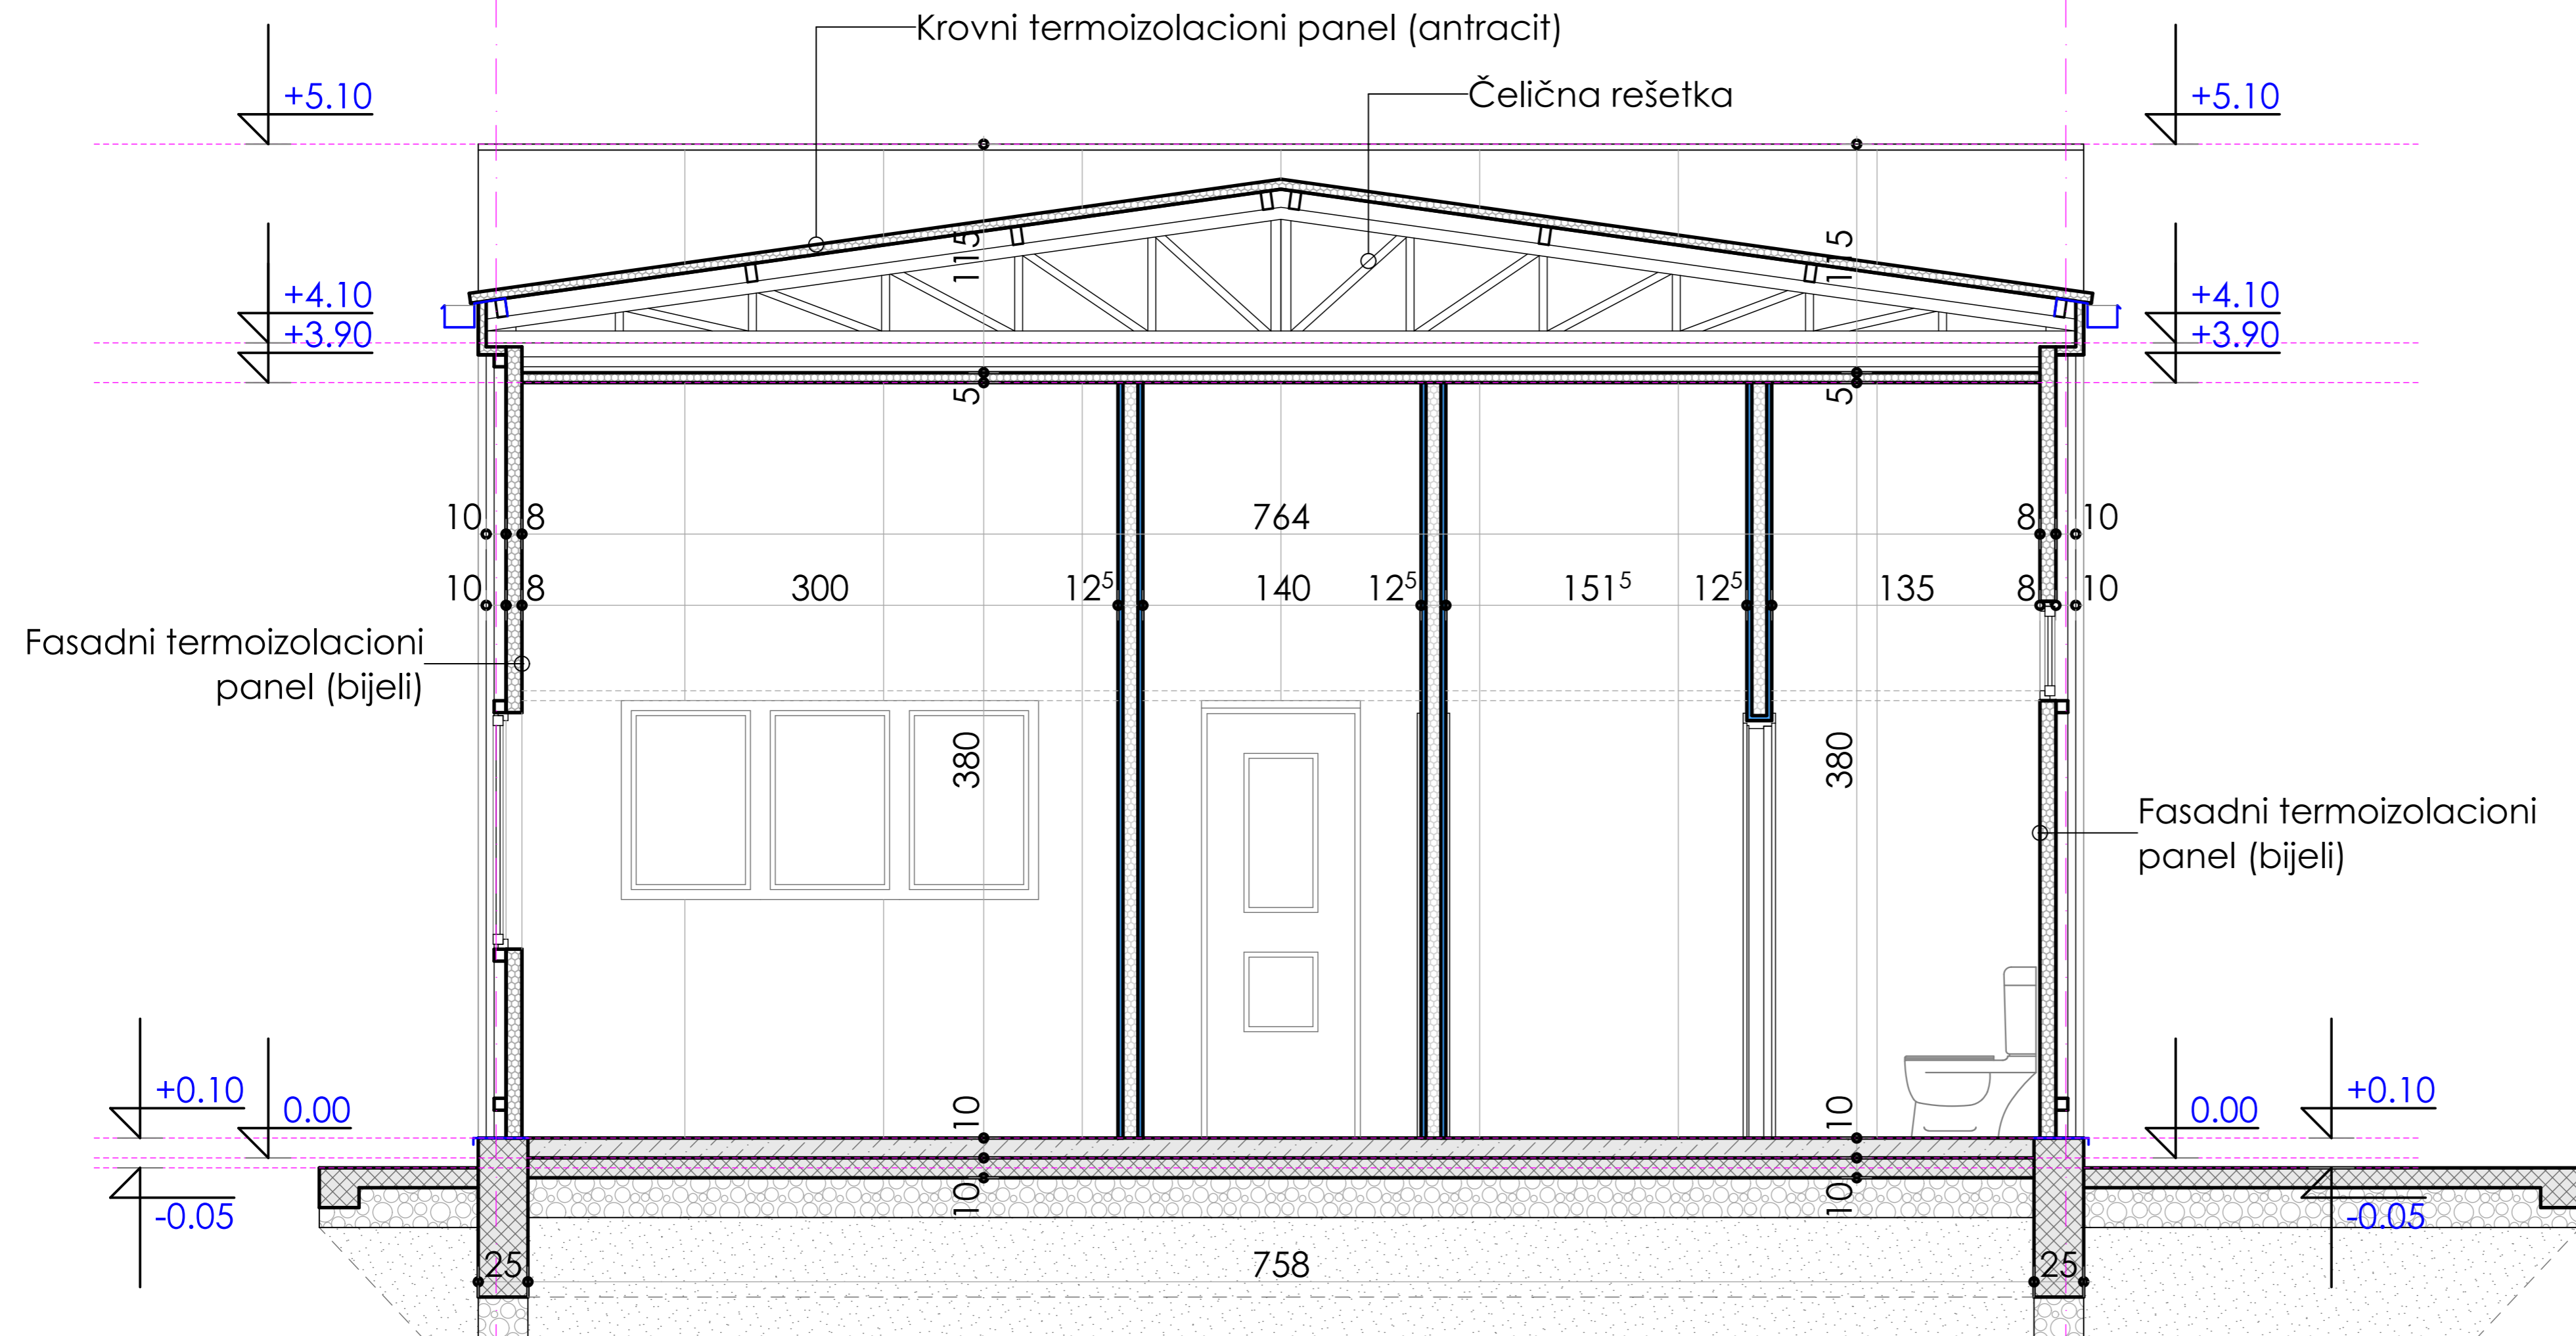 Krovni termoizolacioni panel (antracit)
Čelična rešetka
+5.10
+5.10
115
115
+4.10
+4.10
+3.90
+3.90
5
5
10 8 764 8 10
10 8 300 12⁵ 140 12⁵ 151⁵ 12⁵ 135 8 10
Fasadni termoizolacioni
panel (bijeli)
380
380
Fasadni termoizolacioni
panel (bijeli)
+0.10
0.00
10
10
0.00
+0.10
-0.05
10
10
-0.05
25 758 25